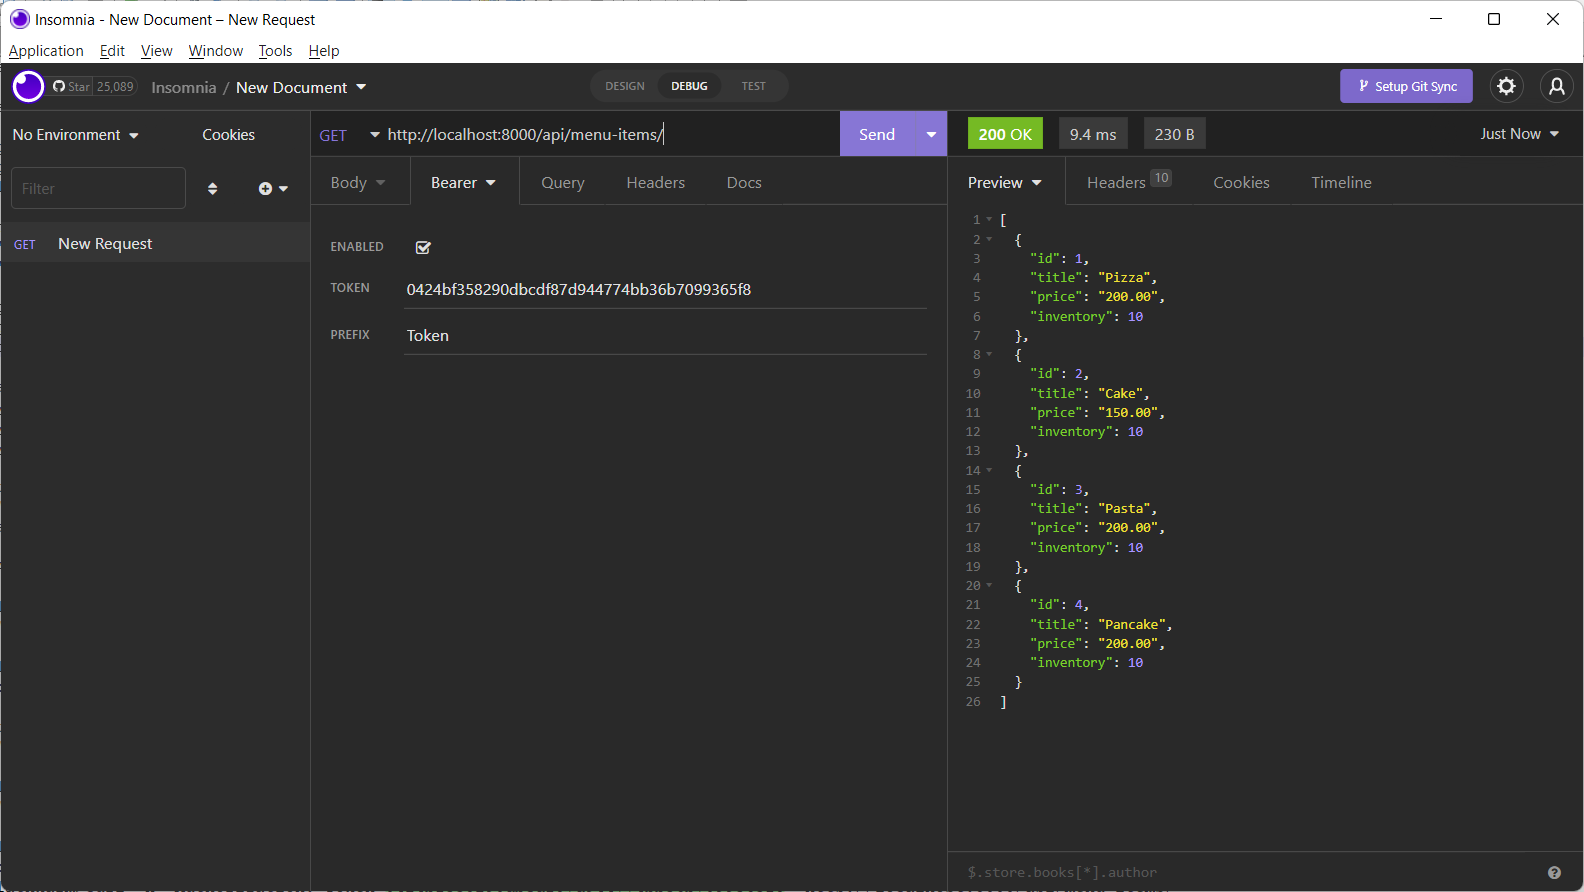 Insomnia - New Document – New Request
Application Edit View Window Tools Help
Star 25,089 Insomnia / New Document DESIGN DEBUG TEST Setup Git Sync
No Environment Cookies
Filter
GET New Request
GET http://localhost:8000/api/menu-items/ Send
Body Bearer Query Headers Docs
ENABLED
TOKEN 0424bf358290dbcdf87d944774bb36b7099365f8
PREFIX Token
200 OK 9.4 ms 230 B Just Now
Preview Headers 10 Cookies Timeline
1 [
2 {
3 "id": 1,
4 "title": "Pizza",
5 "price": "200.00",
6 "inventory": 10
7 },
8 {
9 "id": 2,
10 "title": "Cake",
11 "price": "150.00",
12 "inventory": 10
13 },
14 {
15 "id": 3,
16 "title": "Pasta",
17 "price": "200.00",
18 "inventory": 10
19 },
20 {
21 "id": 4,
22 "title": "Pancake",
23 "price": "200.00",
24 "inventory": 10
25 }
26 ]
$.store.books[*].author